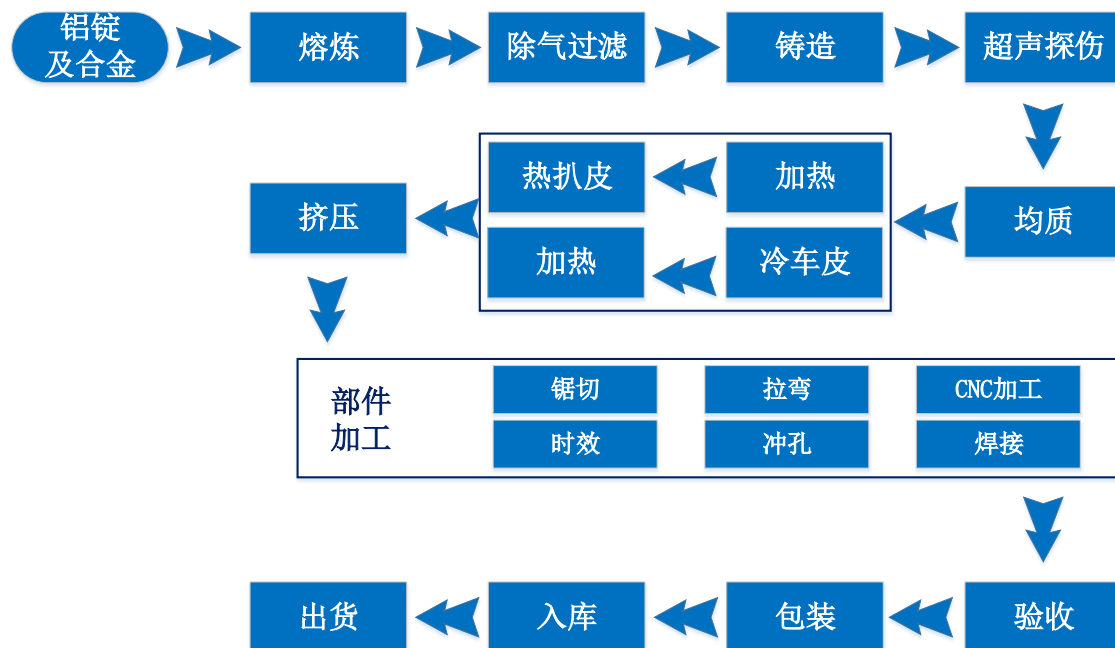 铝锭
及合金
熔炼
除气过滤
铸造
超声探伤
热扒皮
加热
挤压
均质
加热
冷车皮
部件
加工
锯切
拉弯
CNC加工
时效
冲孔
焊接
出货
入库
包装
验收